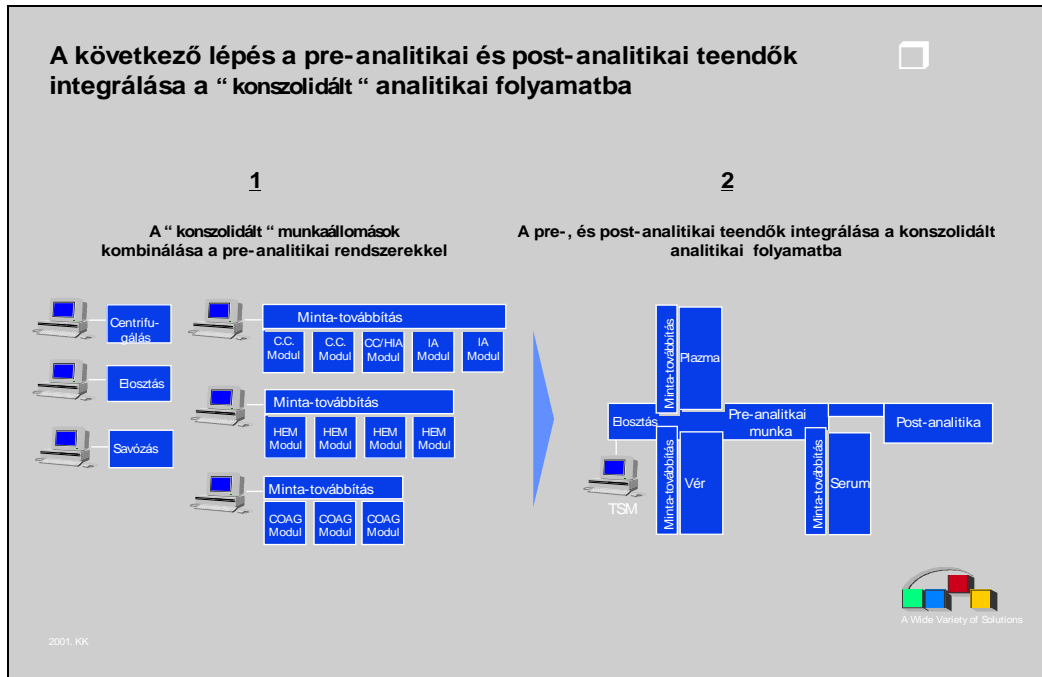 A következő lépés a pre-analitikai és post-analitikai teendők
integrálása a “ konszolidált “ analitikai folyamatba
1
A “ konszolidált “ munkaállomások
kombinálása a pre-analitikai rendszerekkel
Centrifu-
gálás
Elosztás
Savózás
Minta-továbbítás
C.C.
Modul
C.C.
Modul
CC/HIA
Modul
IA
Modul
IA
Modul
Minta-továbbítás
HEM
Modul
HEM
Modul
HEM
Modul
HEM
Modul
Minta-továbbítás
COAG
Modul
COAG
Modul
COAG
Modul
2
A pre-, és post-analitikai teendők integrálása a konszolidált
analitikai folyamatba
Minta-továbbítás
Plazma
Elosztás
Pre-analitkai
munka
Post-analitika
Minta-továbbítás
Vér
Minta-továbbítás
Serum
TSM
A Wide Variety of Solutions
2001. KK